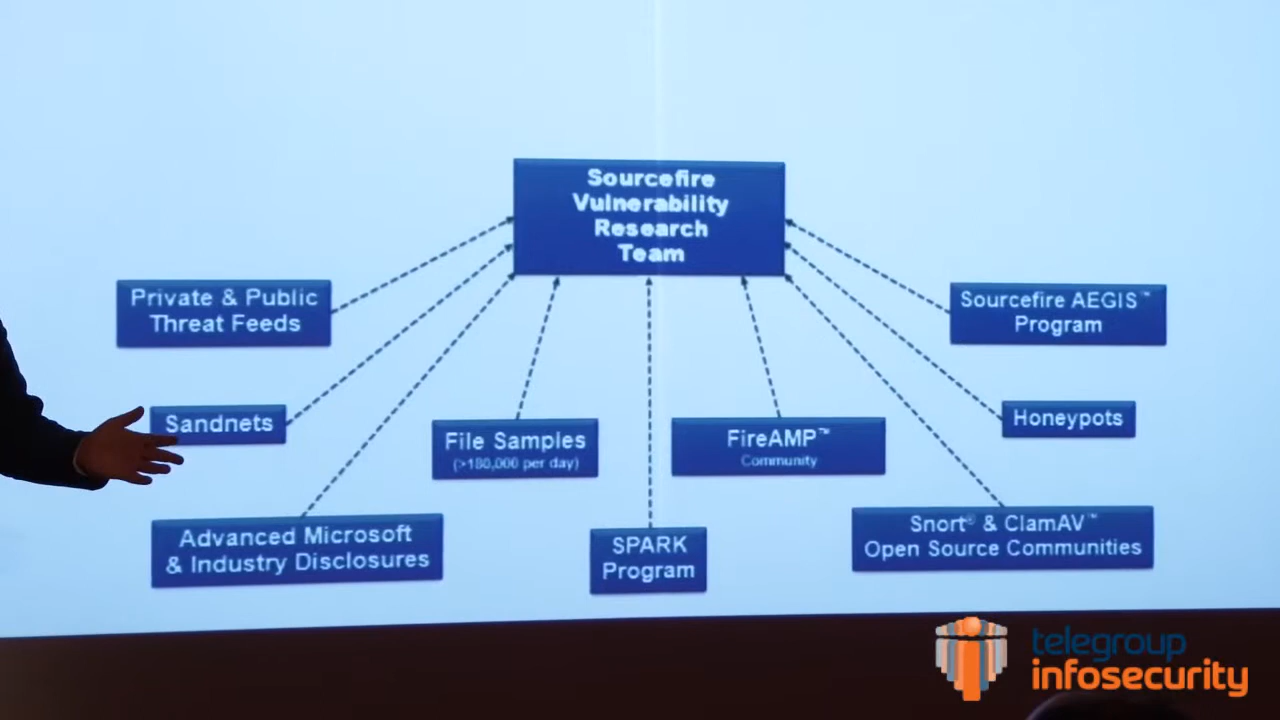 Sourcefire
Vulnerability
Research
Team
Private & Public
Threat Feeds
Sourcefire AEGIS™
Program
Sandnets
File Samples
(>180,000 per day)
FireAMP™
Community
Honeypots
Advanced Microsoft
& Industry Disclosures
SPARK
Program
Snort® & ClamAV™
Open Source Communities
telegroup
infosecurity